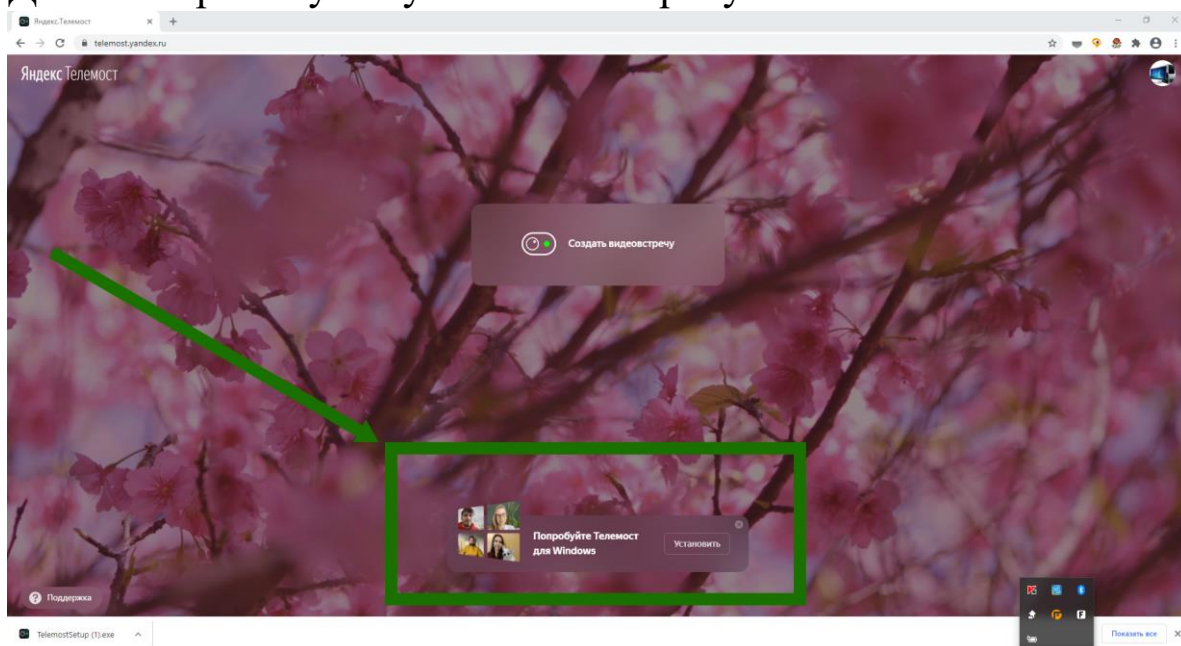 Яндекс.Телемост
telemost.yandex.ru
Яндекс Телемост
Создать видеовстречу
Попробуйте Телемост
для Windows
Установить
Поддержка
TelemostSetup (1).exe
Показать все